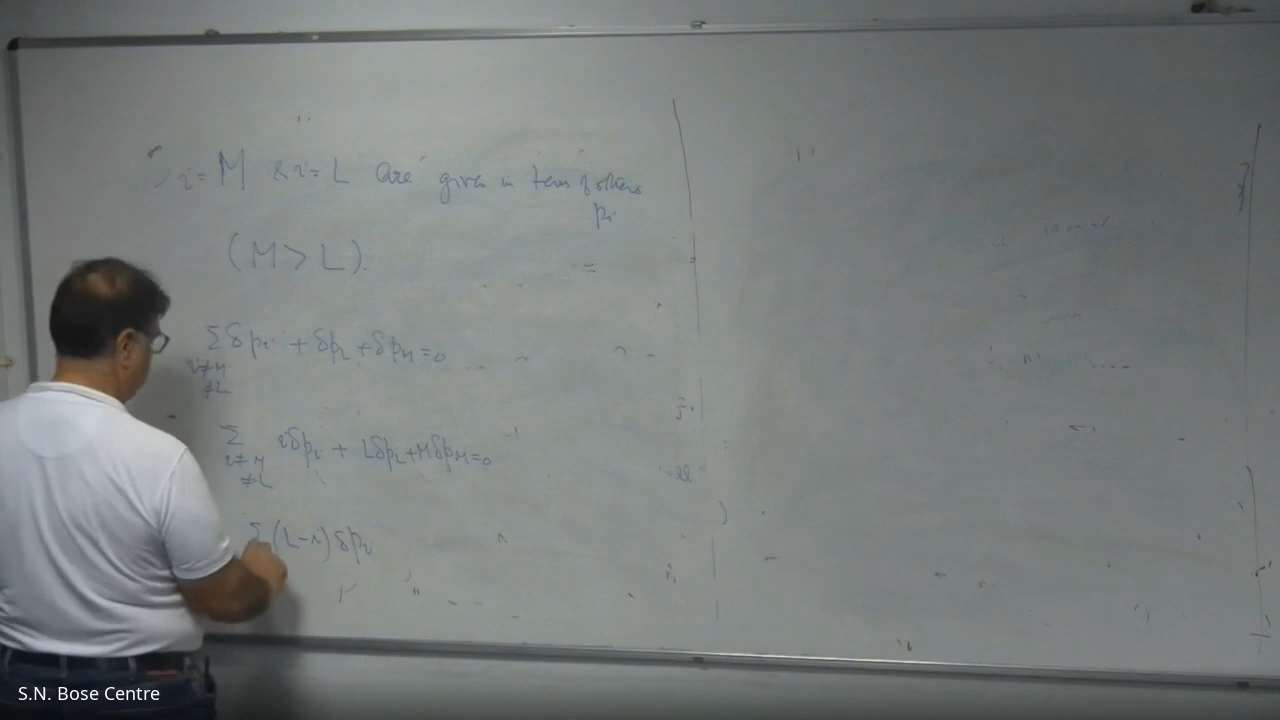 i = M & i = L are given in terms of others
pi
(M > L).
Σ δpi + δpL + δpM = 0
i≠M
≠L
Σ iδpi + LδpL + MδpM = 0
i≠M
≠L
Σ (L-i) δpi
S.N. Bose Centre